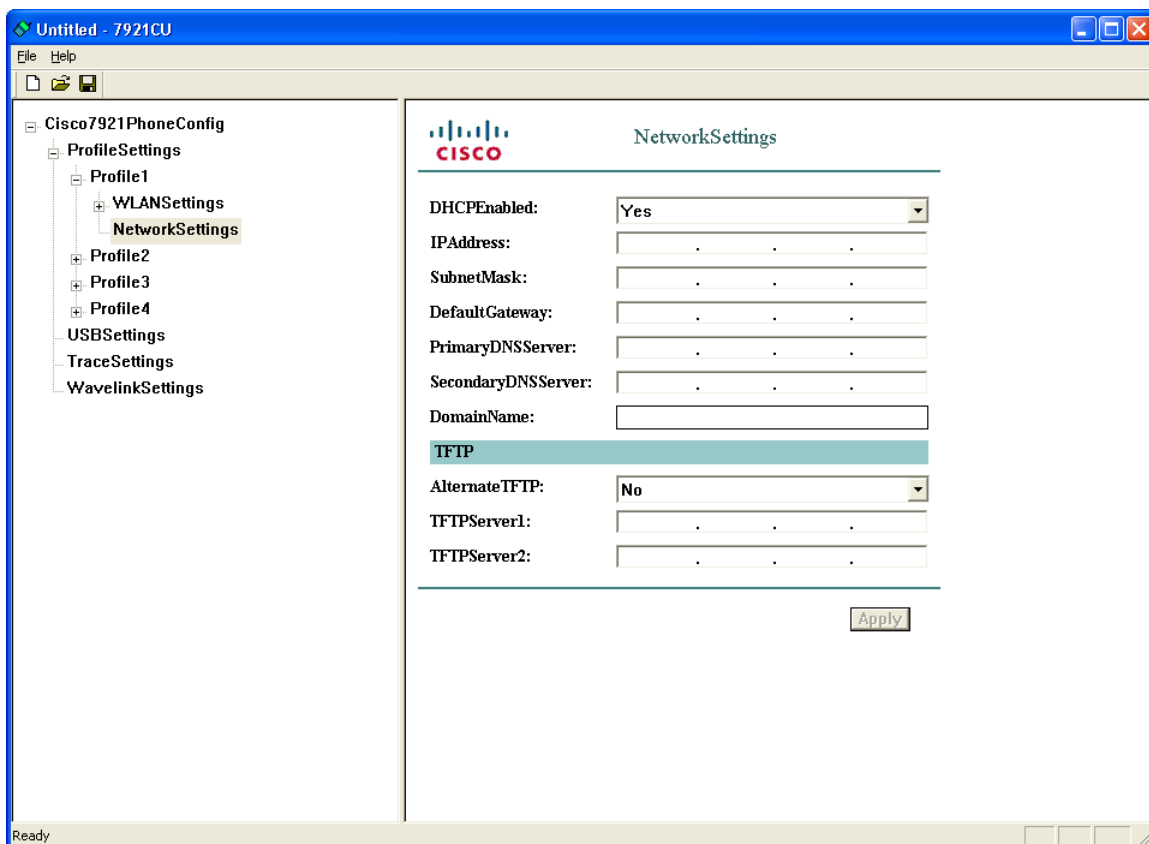 Untitled - 7921CU
File Help
Cisco7921PhoneConfig
ProfileSettings
Profile1
WLANSettings
NetworkSettings
Profile2
Profile3
Profile4
USBSettings
TraceSettings
WavelinkSettings
CISCO
NetworkSettings
DHCPEnabled: Yes
IPAddress: . . .
SubnetMask: . . .
DefaultGateway: . . .
PrimaryDNSServer: . . .
SecondaryDNSServer: . . .
DomainName:
TFTP
AlternateTFTP: No
TFTPServer1: . . .
TFTPServer2: . . .
Apply
Ready